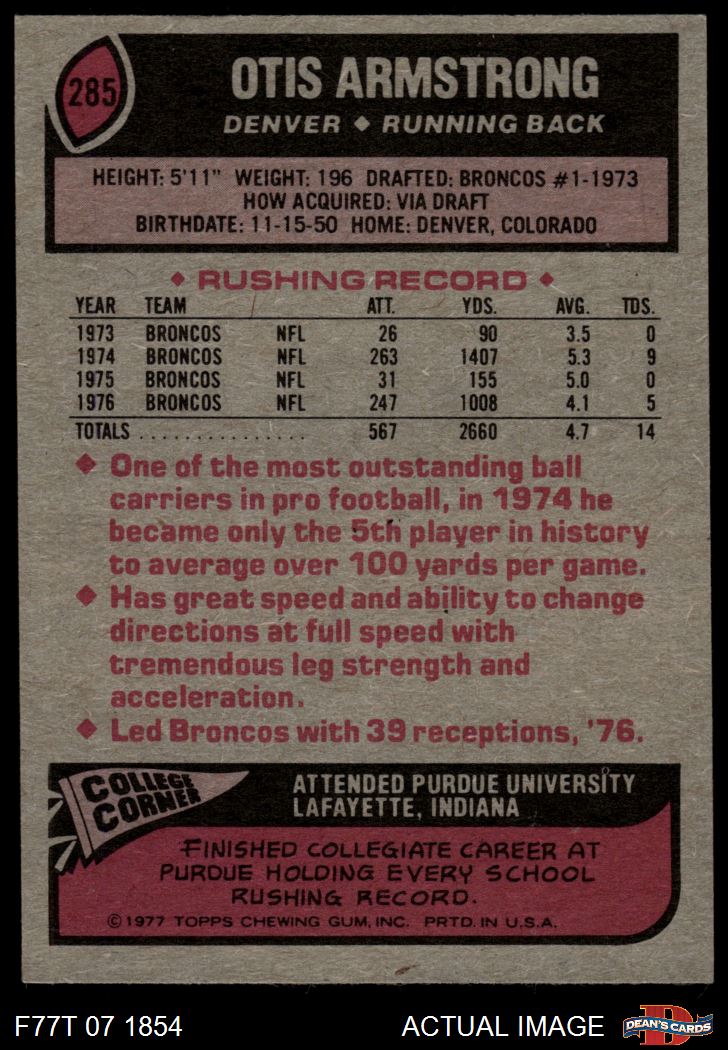 285
OTIS ARMSTRONG
DENVER ◆ RUNNING BACK
HEIGHT: 5'11" WEIGHT: 196 DRAFTED: BRONCOS #1-1973
HOW ACQUIRED: VIA DRAFT
BIRTHDATE: 11-15-50 HOME: DENVER, COLORADO
◆ RUSHING RECORD ◆
YEAR TEAM ATT. YDS. AVG. TDS.
1973 BRONCOS NFL 26 90 3.5 0
1974 BRONCOS NFL 263 1407 5.3 9
1975 BRONCOS NFL 31 155 5.0 0
1976 BRONCOS NFL 247 1008 4.1 5
TOTALS ................ 567 2660 4.7 14
◆ One of the most outstanding ball
carriers in pro football, in 1974 he
became only the 5th player in history
to average over 100 yards per game.
◆ Has great speed and ability to change
directions at full speed with
tremendous leg strength and
acceleration.
◆ Led Broncos with 39 receptions, '76.
COLLEGE
CORNER
ATTENDED PURDUE UNIVERSITY
LAFAYETTE, INDIANA
FINISHED COLLEGIATE CAREER AT
PURDUE HOLDING EVERY SCHOOL
RUSHING RECORD.
©1977 TOPPS CHEWING GUM, INC. PRTD. IN U.S.A.
F77T 07 1854
ACTUAL IMAGE
D
DEAN'S CARDS